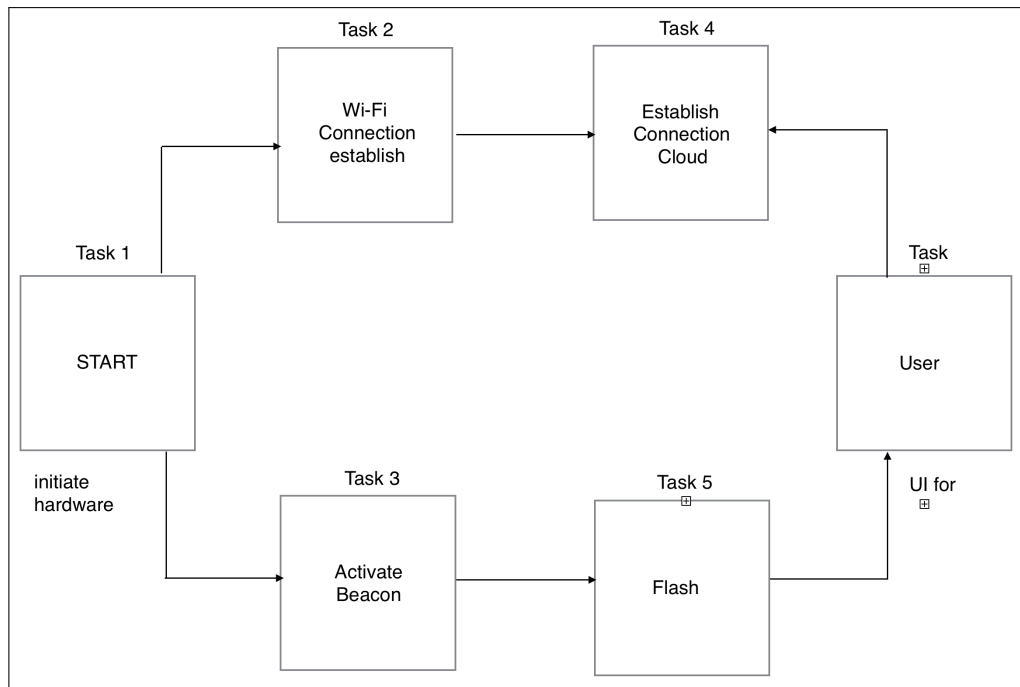 Task 2
Wi-Fi
Connection
establish
Task 4
Establish
Connection
Cloud
Task 1
START
initiate
hardware
Task
User
UI for
Task 3
Activate
Beacon
Task 5
Flash